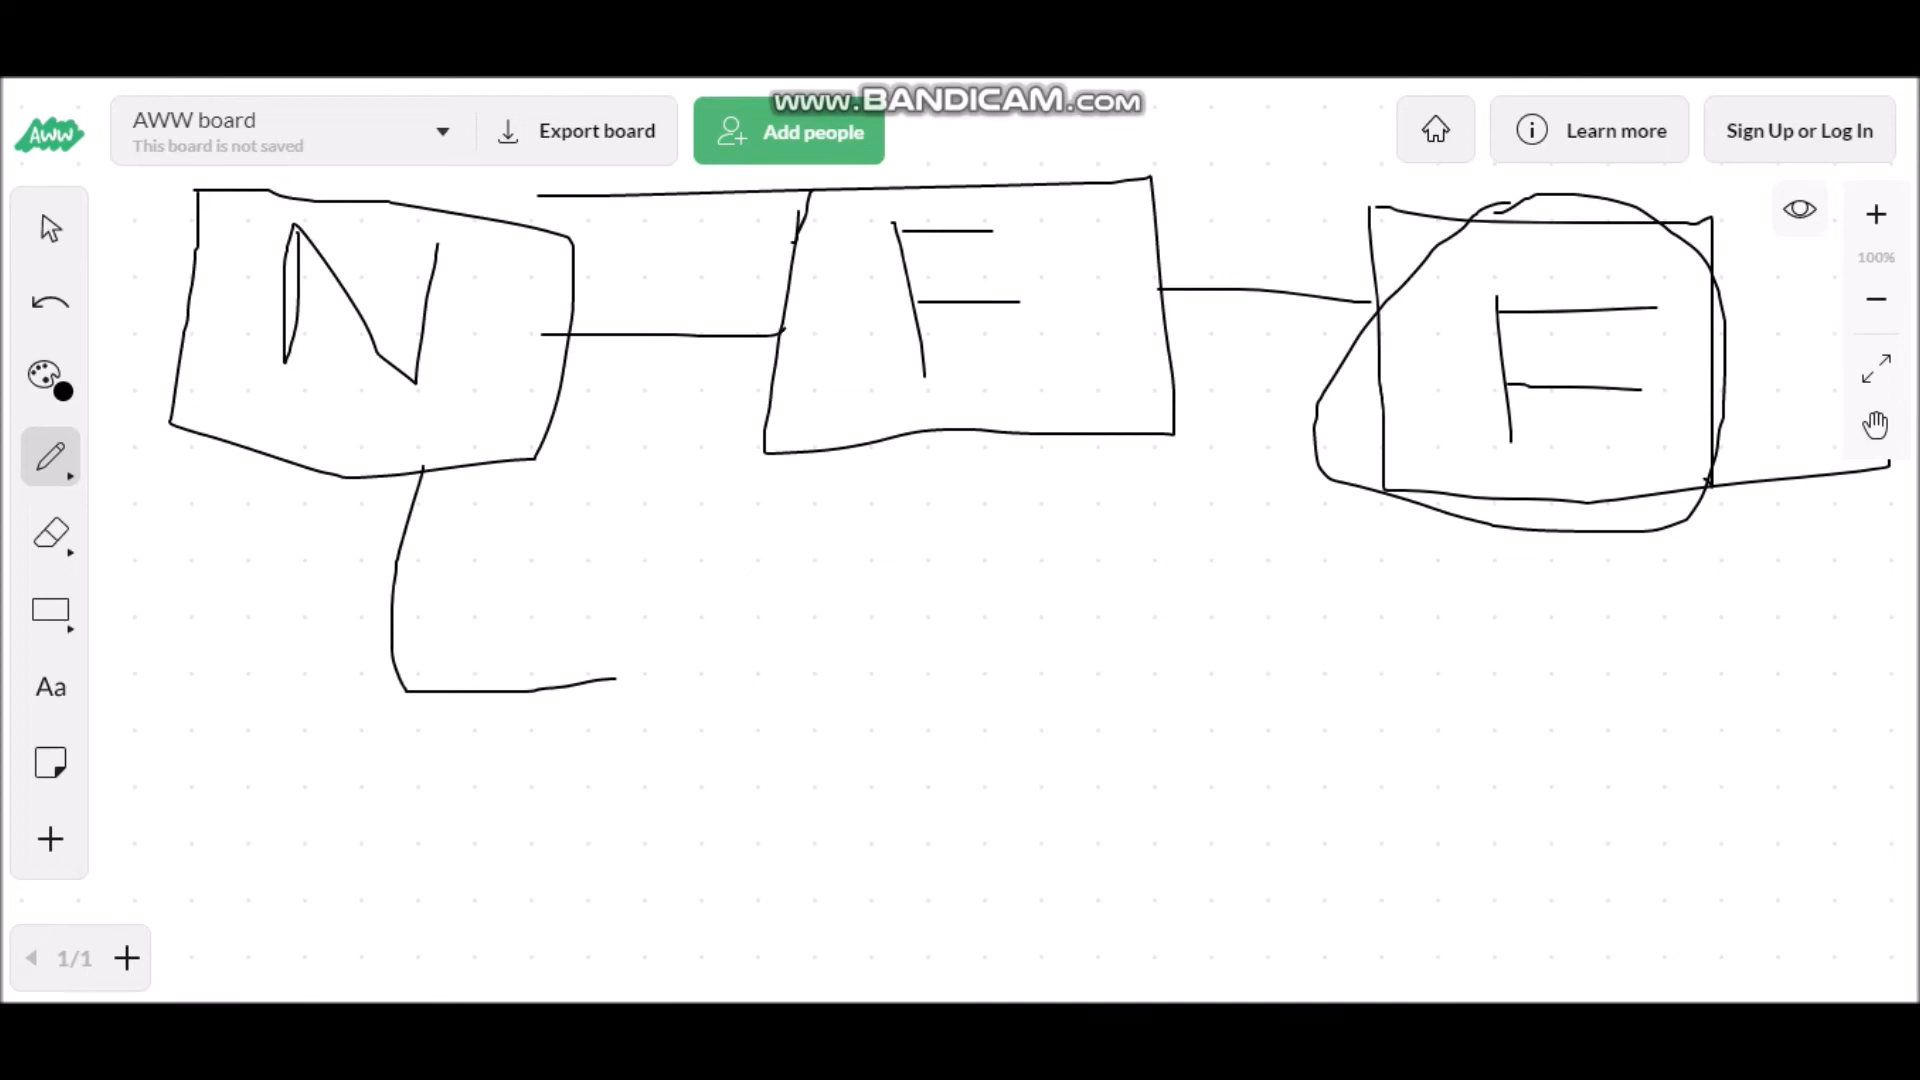 www.BANDICAM.com
AWW
AWW board
This board is not saved
Export board
Add people
Learn more
Sign Up or Log In
100%
N F F
Aa
1/1